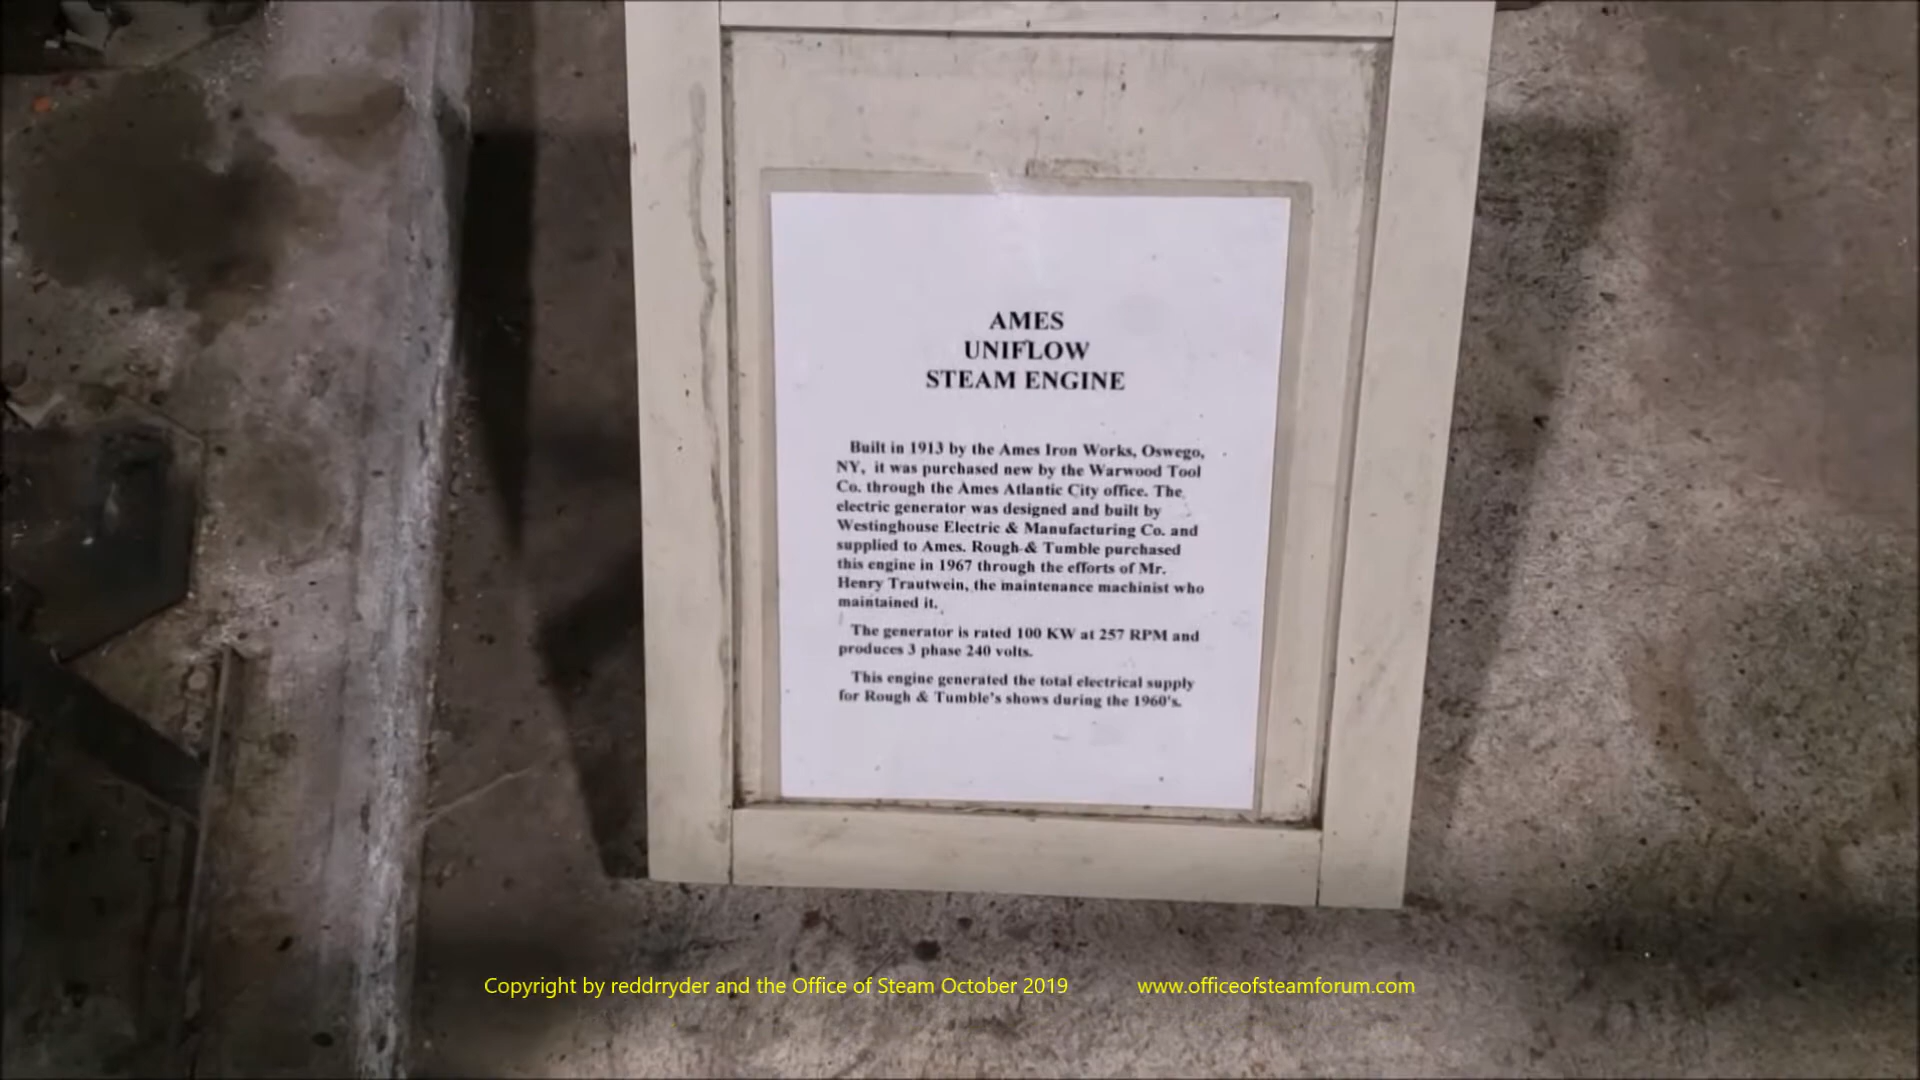 AMES
UNIFLOW
STEAM ENGINE
Built in 1913 by the Ames Iron Works, Oswego,
NY, it was purchased new by the Warwood Tool
Co. through the Ames Atlantic City office. The
electric generator was designed and built by
Westinghouse Electric & Manufacturing Co. and
supplied to Ames. Rough & Tumble purchased
this engine in 1967 through the efforts of Mr.
Henry Trautwein, the maintenance machinist who
maintained it.
The generator is rated 100 KW at 257 RPM and
produces 3 phase 240 volts.
This engine generated the total electrical supply
for Rough & Tumble's shows during the 1960's.
Copyright by reddrryder and the Office of Steam October 2019 www.officeofsteamforum.com